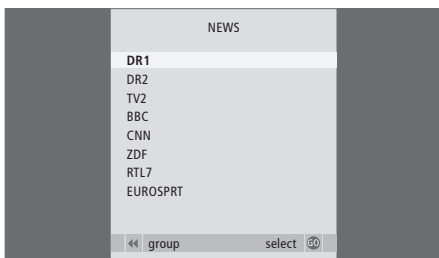 NEWS
DR1
DR2
TV2
BBC
CNN
ZDF
RTL7
EUROSPRT
group select GO